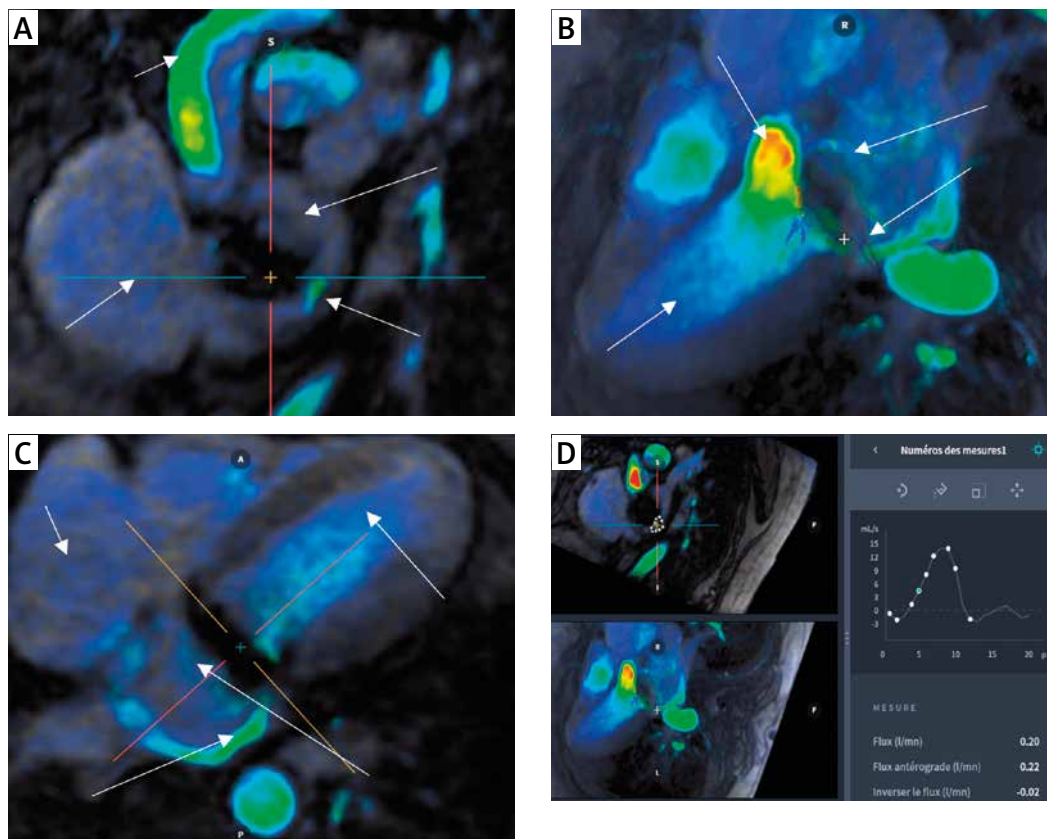 A
S
B
R
C
A
P
D
S
F
R
F
L
Numéros des mesures1
mL/s
15
12
9
6
3
0
-3
0 5 10 15 20 p
MESURE
Flux (l/mn) 0.20
Flux antérograde (l/mn) 0.22
Inverser le flux (l/mn) -0.02